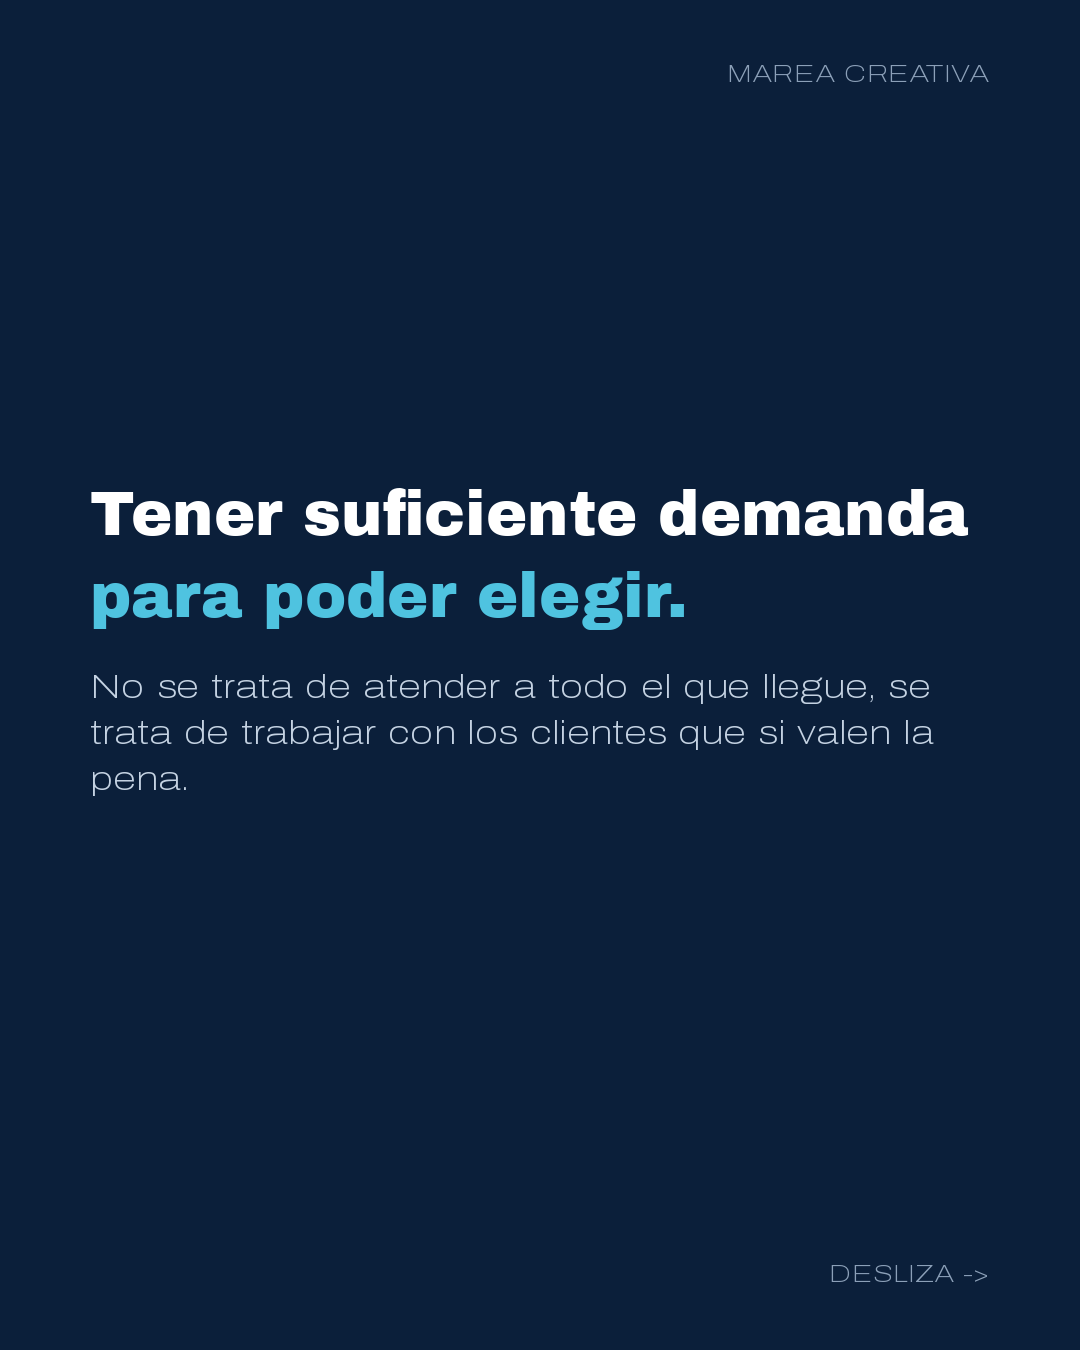 MAREA CREATIVA
Tener suficiente demanda
para poder elegir.
No se trata de atender a todo el que llegue, se
trata de trabajar con los clientes que si valen la
pena.
DESLIZA ->